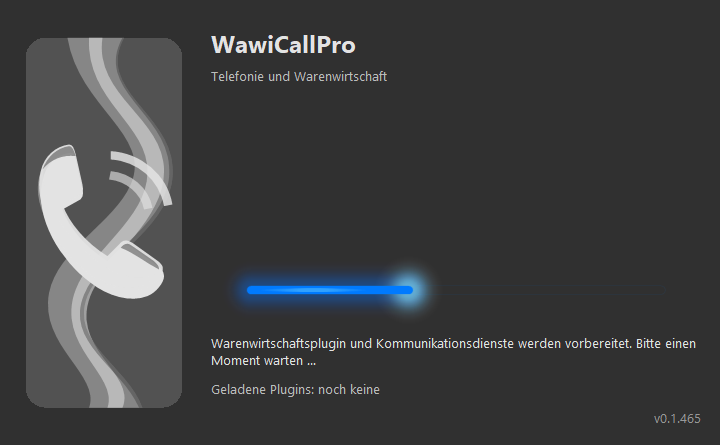 WawiCallPro
Telefonie und Warenwirtschaft
Warenwirtschaftsplugin und Kommunikationsdienste werden vorbereitet. Bitte einen
Moment warten ...
Geladene Plugins: noch keine
v0.1.465